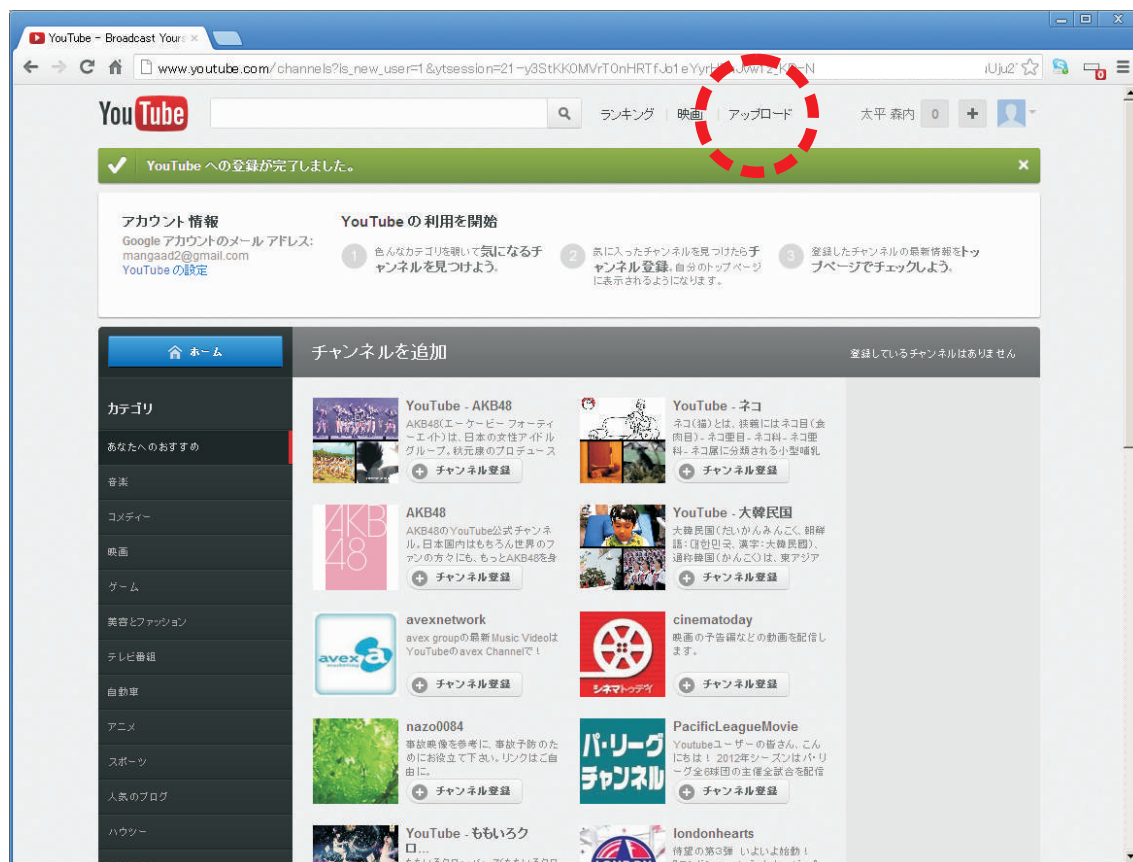 YouTube - Broadcast Yours
www.youtube.com/channels?is_new_user=1&ytsession=21-y3StKK0MVrT0nHRTfJb1eYyrH
YouTube
ランキング 映画 アップロード 太平 森内 0 +
YouTube への登録が完了しました。
アカウント情報
Google アカウントのメール アドレス:
mangaad2@gmail.com
YouTube の設定
YouTube の利用を開始
1 色んなカテゴリを覗いて気になるチ
ャンネルを見つけよう。
2 気に入ったチャンネルを見つけたらチ
ャンネル登録。自分のトップページ
に表示されるようになります。
3 登録したチャンネルの最新情報をトッ
プページでチェックしよう。
ホーム
チャンネルを追加
登録しているチャンネルはありません
カテゴリ
あなたへのおすすめ
音楽
コメディー
映画
ゲーム
美容とファッション
テレビ番組
自動車
アニメ
スポーツ
人気のブログ
ハウツー
YouTube - AKB48
AKB48(エーケービー フォーティ
ーエイト)は、日本の女性アイドル
グループ。秋元康のプロデュース
チャンネル登録
YouTube - ネコ
ネコ(猫)とは、狭義にはネコ目(食
肉目)- ネコ亜目- ネコ科- ネコ亜
科- ネコ属に分類される小型哺乳
チャンネル登録
AKB
48
AKB48
AKB48のYouTube公式チャンネ
ル。日本国内はもちろん世界のフ
ァンの方々にも、もっとAKB48を身
チャンネル登録
YouTube - 大韓民国
大韓民国(だいかんみんこく、朝鮮
語:대한민국、漢字:大韓民國)、
通称韓国(かんこく)は、東アジア
チャンネル登録
avex
avexnetwork
avex groupの最新Music Videoは
YouTubeのavex Channelで!
チャンネル登録
シネマトゥデイ
cinematoday
映画の予告編などの動画を配信し
ます。
チャンネル登録
nazo0084
事故映像を参考に、事故予防のた
めにお役立て下さい。リンクはご自
由に。
チャンネル登録
パ・リーグ
チャンネル
PacificLeagueMovie
Youtubeユーザーの皆さん、こん
にちは! 2012年シーズンはパ・リ
ーグ全6球団の主催全試合を配信
チャンネル登録
YouTube - ももいろク
ロ...
londonhearts
待望の第3弾 いよいよ始動!